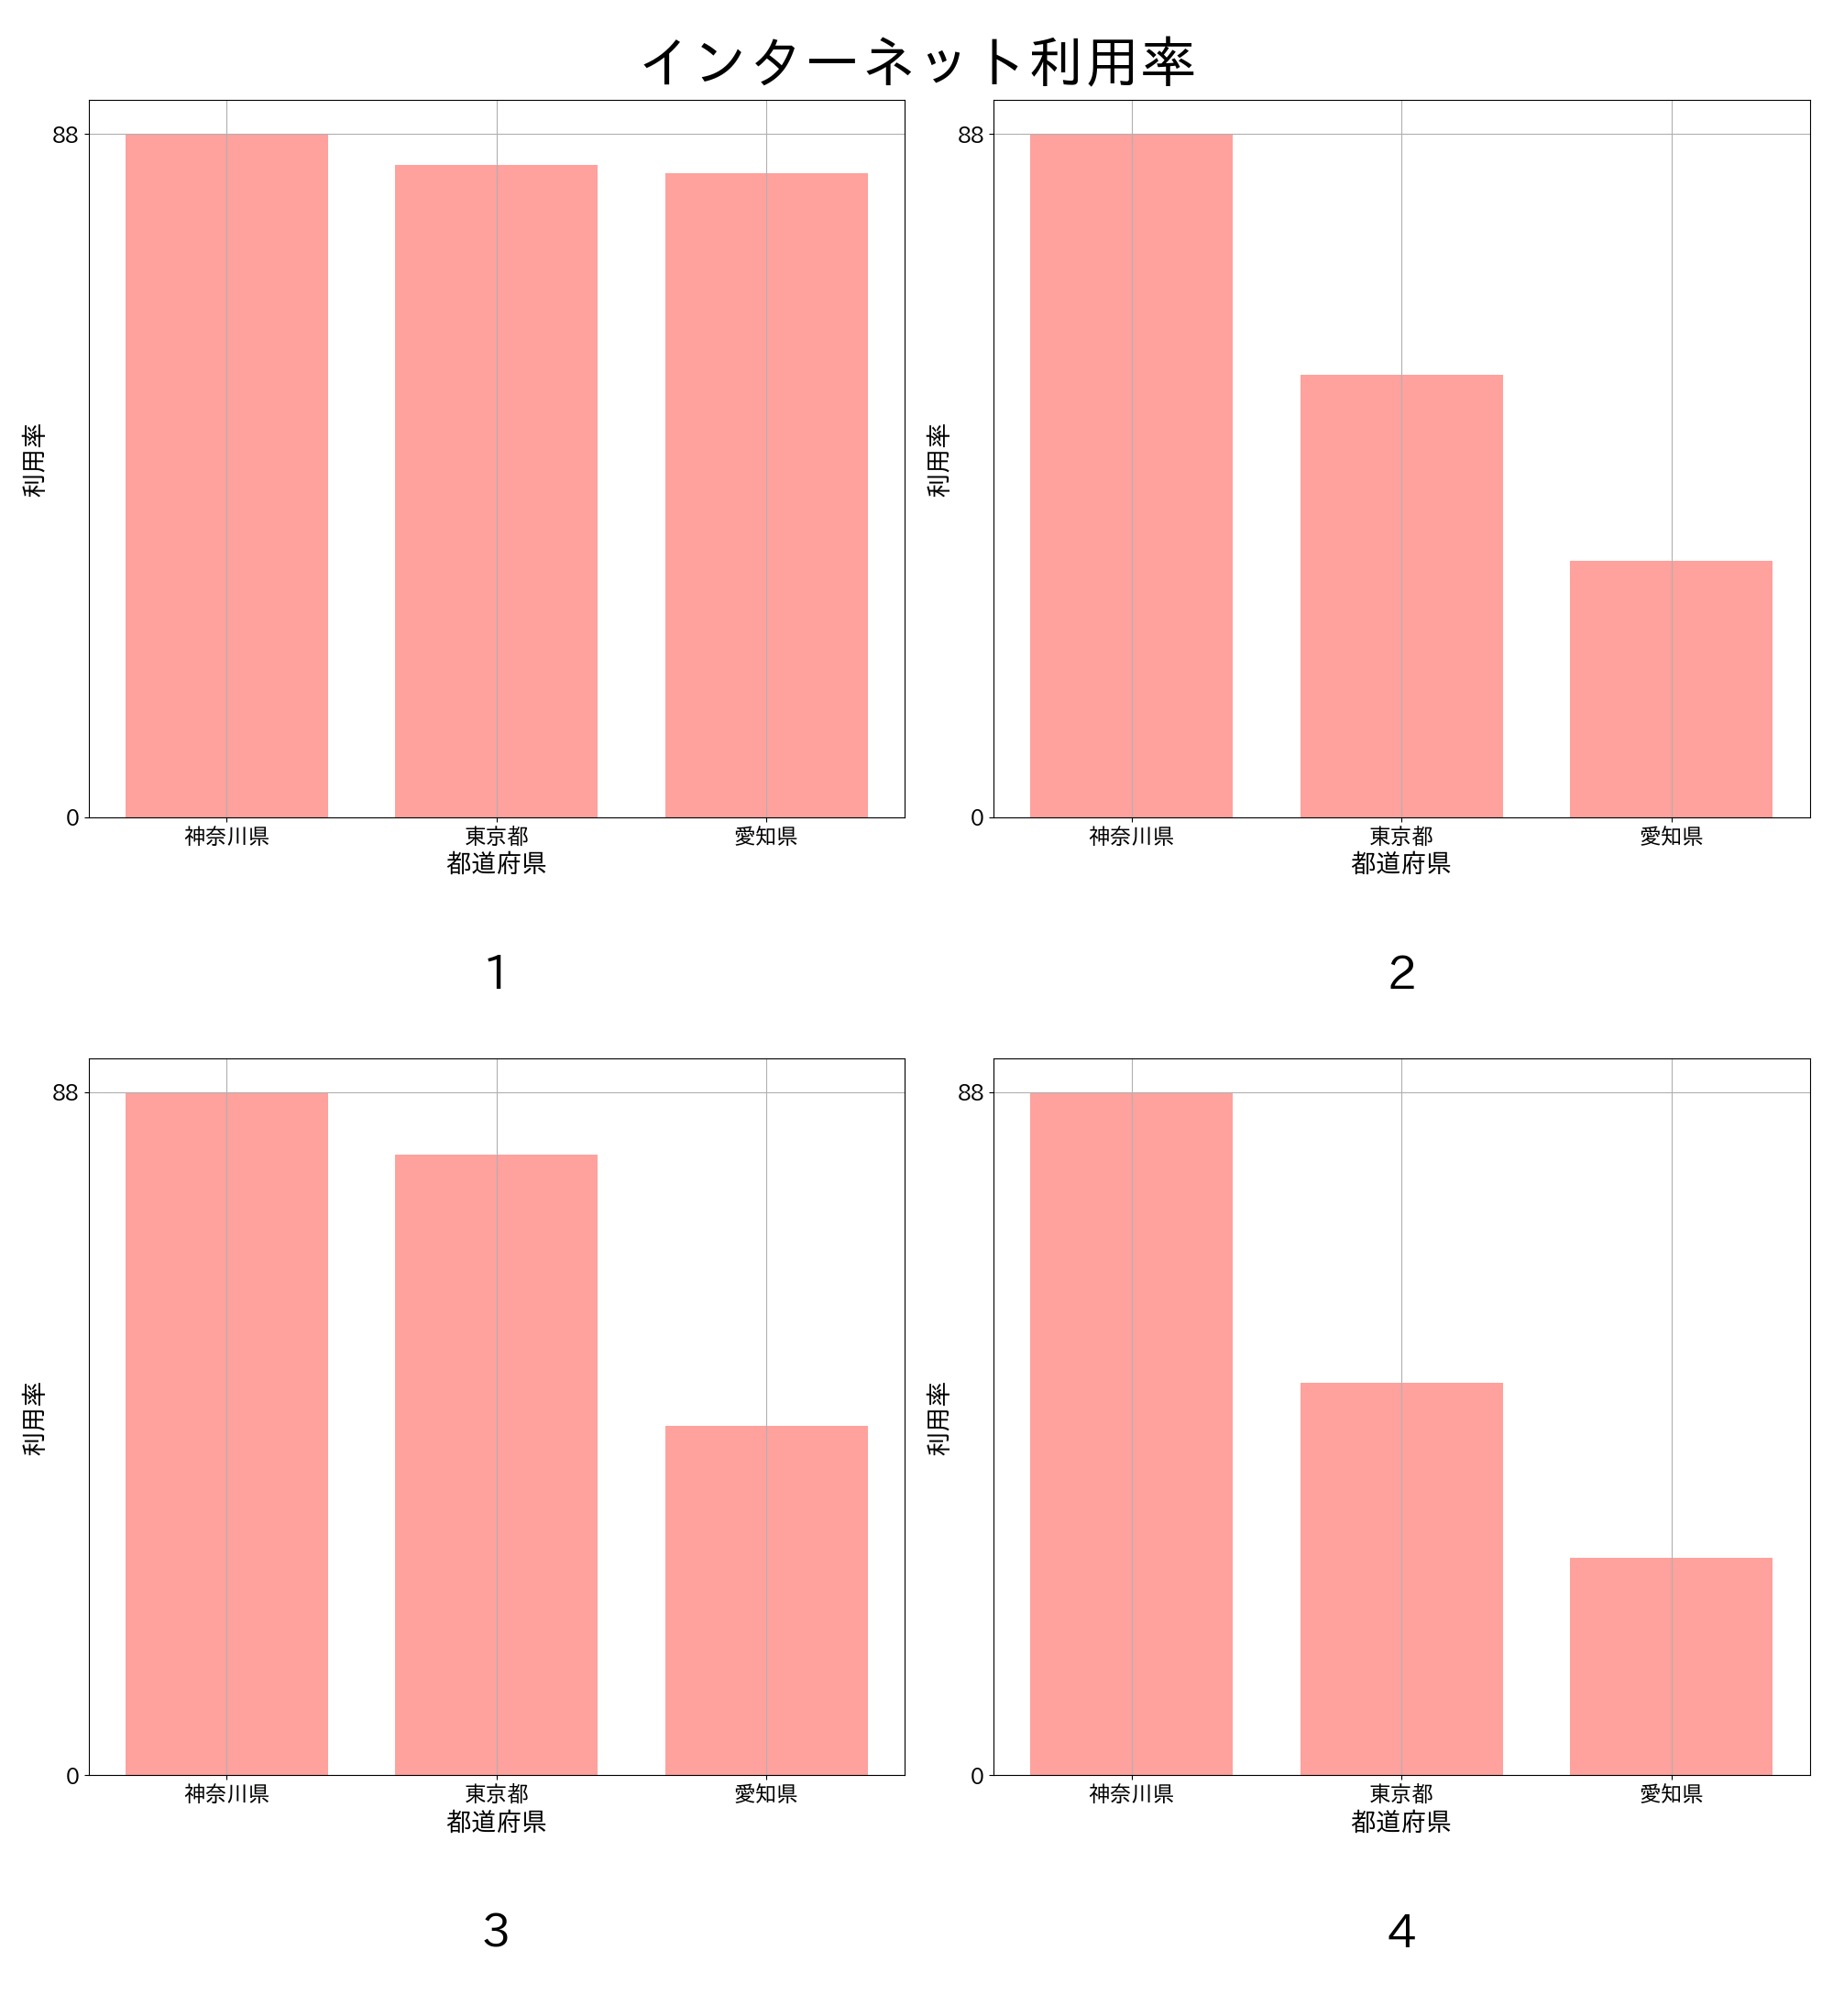 インターネット利用率
88
利用率
0
神奈川県 東京都 愛知県
都道府県
1
88
利用率
0
神奈川県 東京都 愛知県
都道府県
2
88
利用率
0
神奈川県 東京都 愛知県
都道府県
3
88
利用率
0
神奈川県 東京都 愛知県
都道府県
4